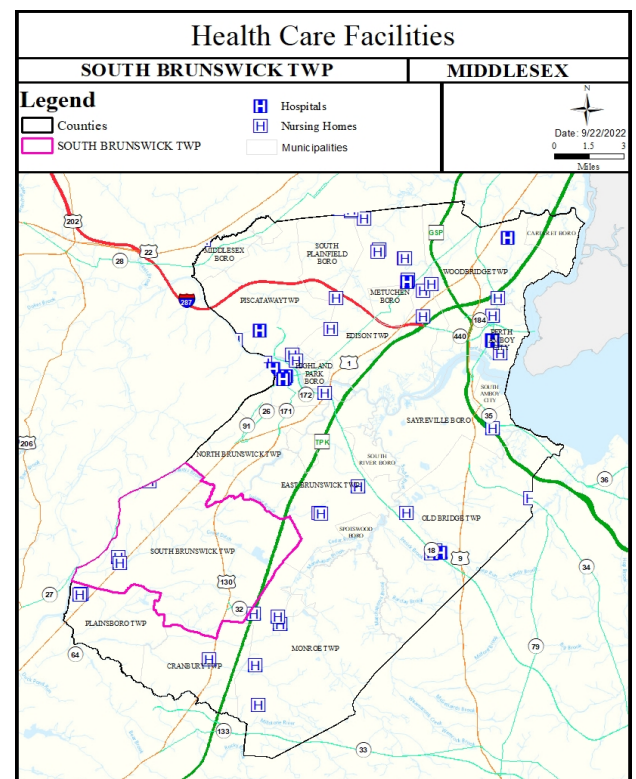 Health Care Facilities
SOUTH BRUNSWICK TWP
MIDDLESEX
Legend
Counties
SOUTH BRUNSWICK TWP
H Hospitals
H Nursing Homes
Municipalities
N
Date: 9/22/2022
0 1.5 3
Miles
202
22
28
287
MIDDLESEX
BORO
SOUTH
PLAINFIELD
BORO
GSP
CARTERET BORO
WOODBRIDGE TWP
METUCHEN
BORO
PISCATAWAY TWP
EDISON TWP
184
440
PERTH
AMBOY
CITY
1
HIGHLAND
PARK
BORO
172
171
26
91
SOUTH
AMBOY
CITY
35
SAYREVILLE BORO
206
TPK
NORTH BRUNSWICK TWP
SOUTH
RIVER BORO
36
EAST BRUNSWICK TWP
OLD BRIDGE TWP
SPOTSWOOD
BORO
SOUTH BRUNSWICK TWP
18
9
34
130
27
32
PLAINSBORO TWP
64
MONROE TWP
79
CRANBURY TWP
133
33